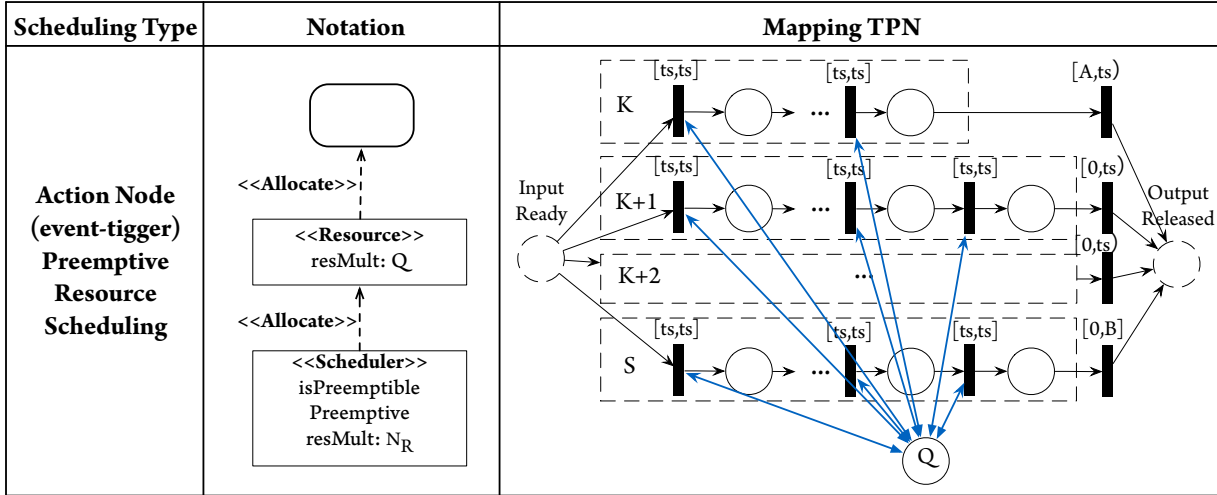 Scheduling Type
Notation
Mapping TPN
Action Node
(event-tigger)
Preemptive
Resource
Scheduling
<<Allocate>>
<<Resource>>
resMult: Q
<<Allocate>>
<<Scheduler>>
isPreemptible
Preemptive
resMult: N_R
Input
Ready
K
[ts,ts]
...
[ts,ts]
[A,ts)
K+1
[ts,ts]
...
[ts,ts]
[ts,ts]
[0,ts)
K+2
...
[0,ts)
S
[ts,ts]
...
[ts,ts]
[ts,ts]
[0,B]
Output
Released
Q